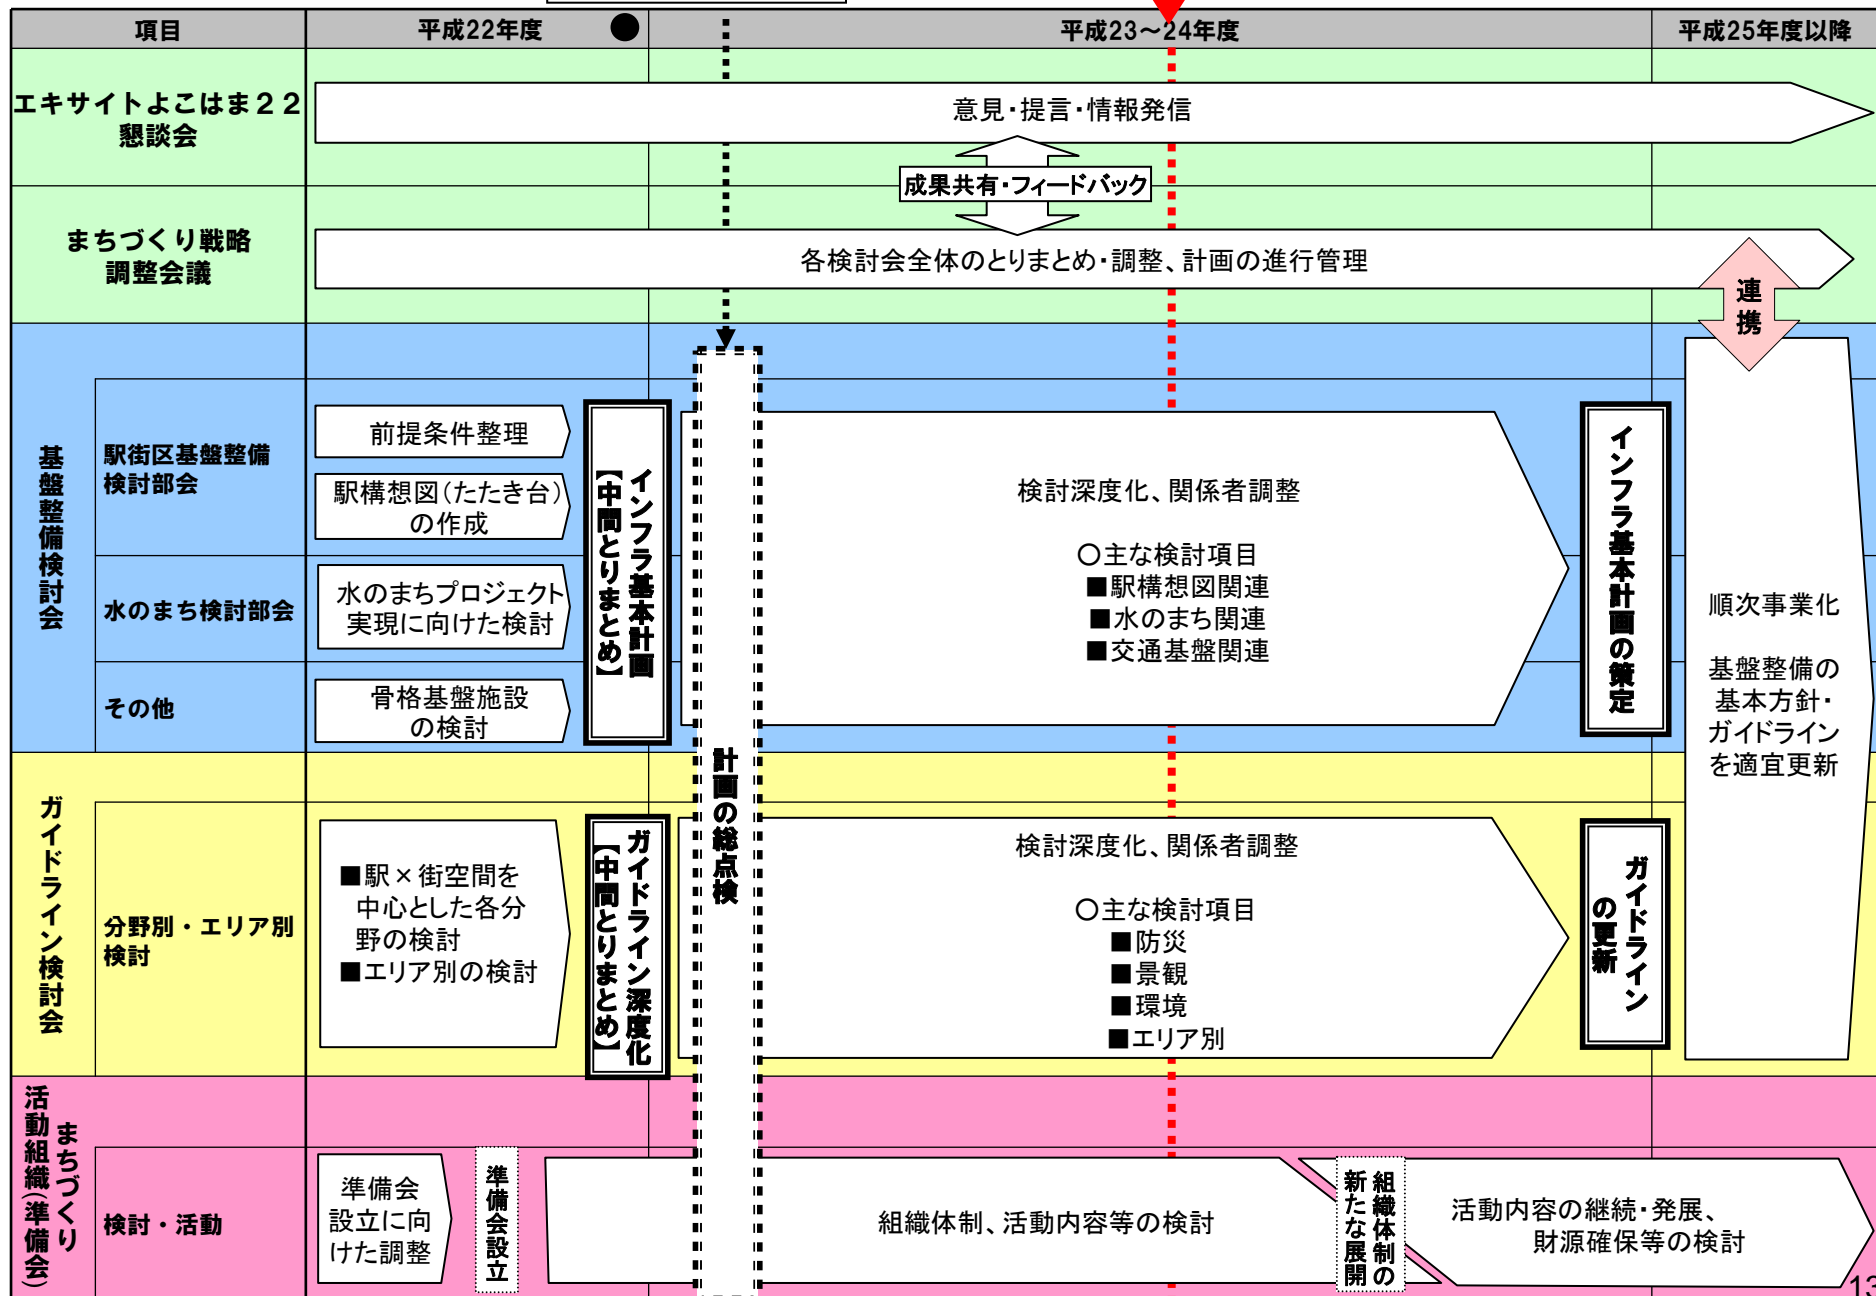 項目
平成22年度
●
平成23～24年度
平成25年度以降
エキサイトよこはま２２
懇談会
意見・提言・情報発信
成果共有・フィードバック
まちづくり戦略
調整会議
各検討会全体のとりまとめ・調整、計画の進行管理
連携
基盤整備検討会
駅街区基盤整備
検討部会
前提条件整理
駅構想図（たたき台）
の作成
水のまち検討部会
水のまちプロジェクト
実現に向けた検討
その他
骨格基盤施設
の検討
インフラ基本計画
【中間とりまとめ】
計画の総点検
検討深度化、関係者調整
○主な検討項目
■駅構想図関連
■水のまち関連
■交通基盤関連
インフラ基本計画の策定
順次事業化
基盤整備の
基本方針・
ガイドライン
を適宜更新
ガイドライン検討会
分野別・エリア別
検討
■駅×街空間を
中心とした各分
野の検討
■エリア別の検討
ガイドライン深度化
【中間とりまとめ】
検討深度化、関係者調整
○主な検討項目
■防災
■景観
■環境
■エリア別
ガイドライン
の更新
まちづくり
活動組織（準備会）
検討・活動
準備会
設立に向
けた調整
準備会設立
組織体制、活動内容等の検討
組織体制の
新たな展開
活動内容の継続・発展、
財源確保等の検討
13